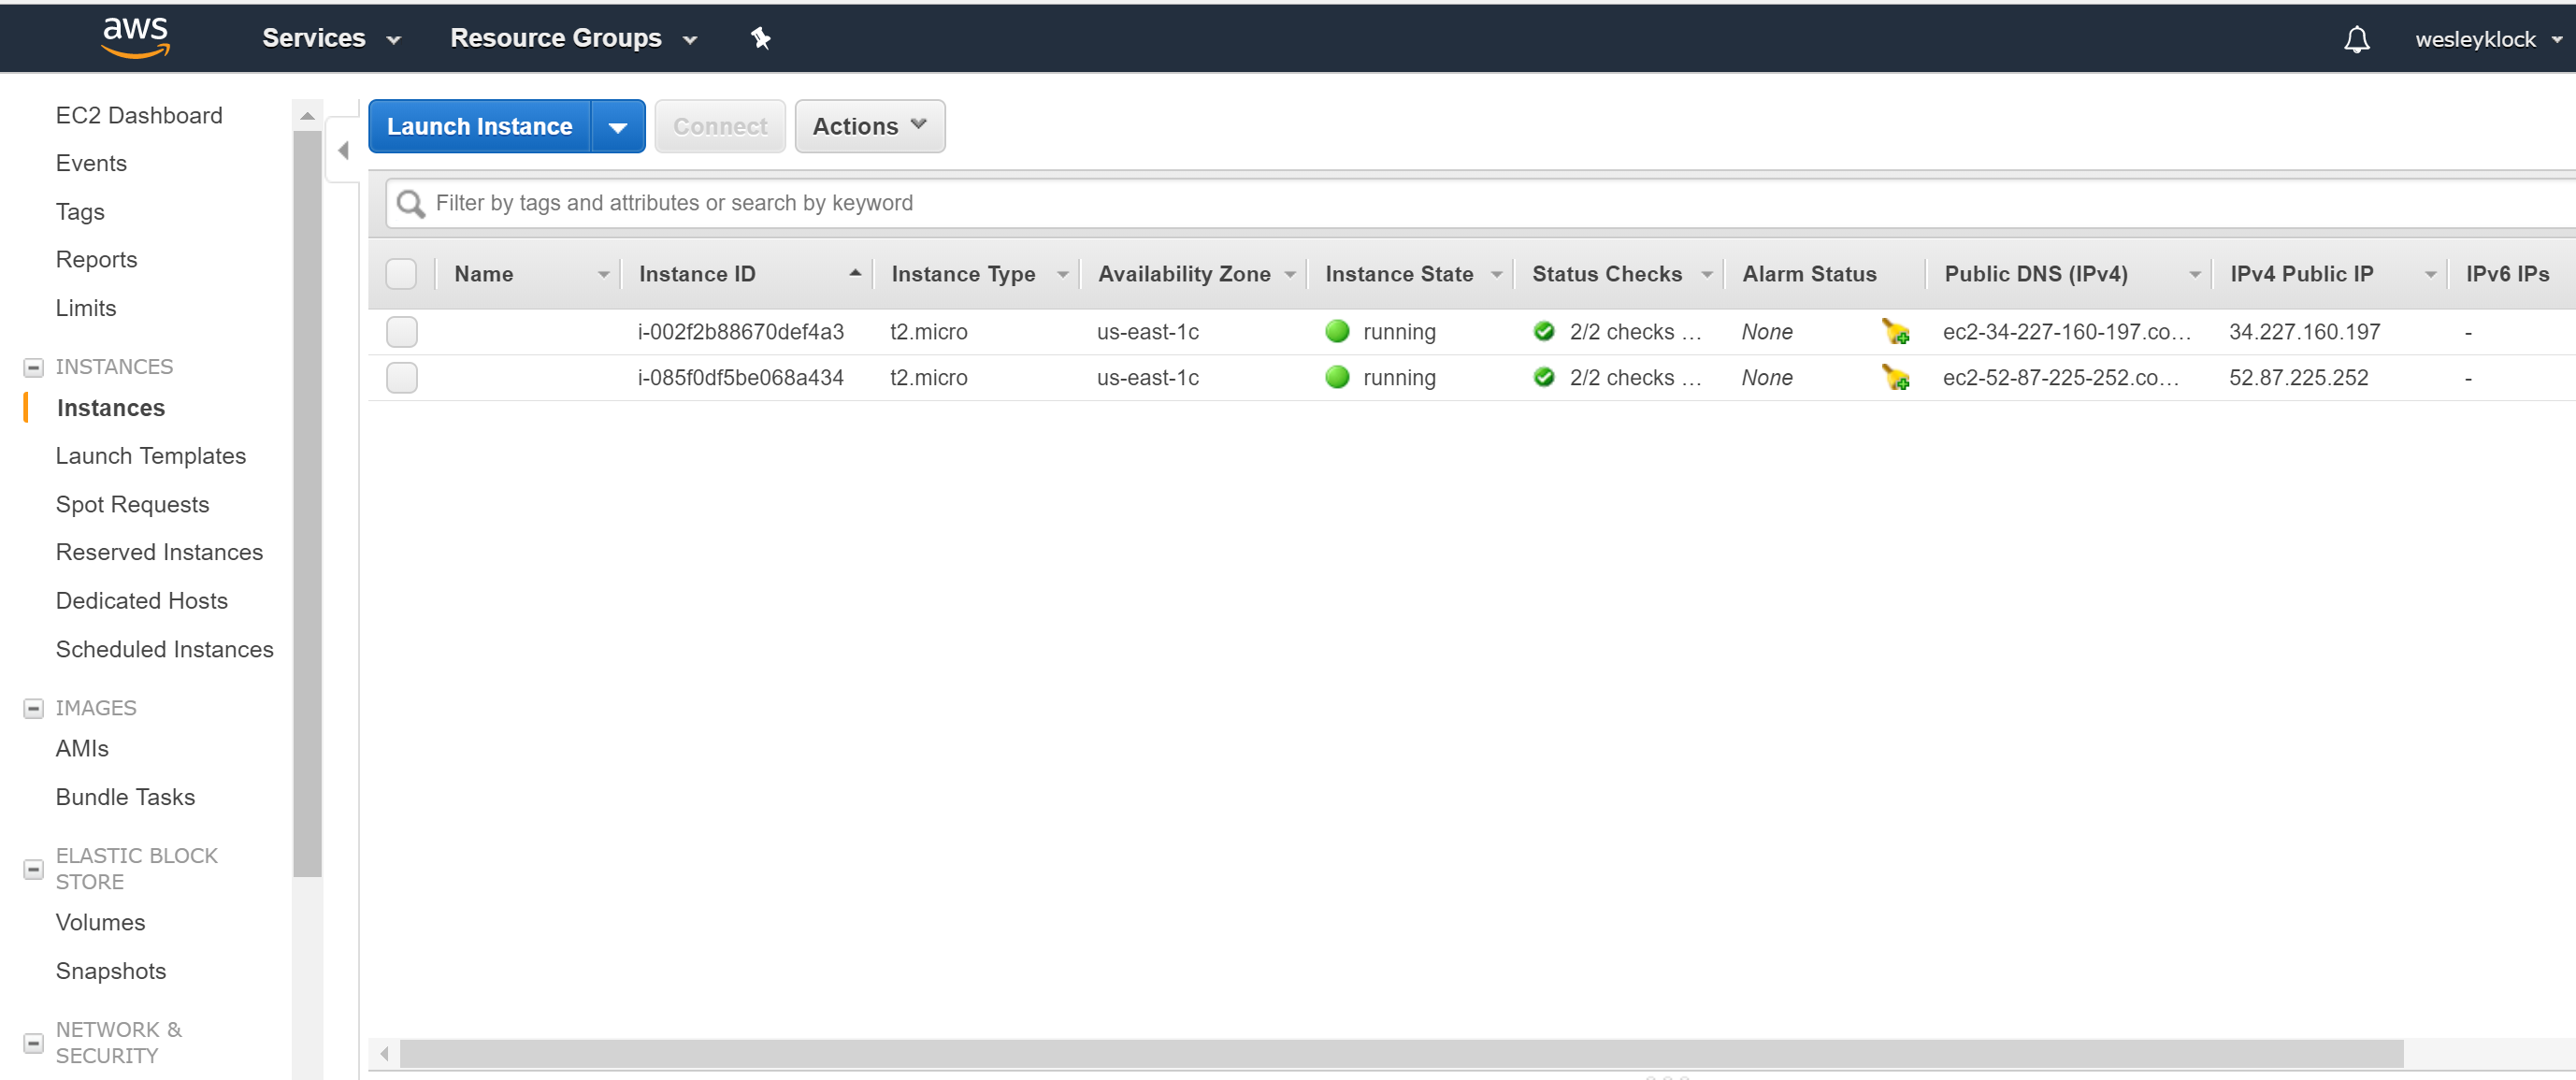 aws Services Resource Groups wesleyklock
EC2 Dashboard
Events
Tags
Reports
Limits
INSTANCES
Instances
Launch Templates
Spot Requests
Reserved Instances
Dedicated Hosts
Scheduled Instances
IMAGES
AMIs
Bundle Tasks
ELASTIC BLOCK
STORE
Volumes
Snapshots
NETWORK &
SECURITY
Launch Instance Connect Actions
Filter by tags and attributes or search by keyword
Name Instance ID Instance Type Availability Zone Instance State Status Checks Alarm Status Public DNS (IPv4) IPv4 Public IP IPv6 IPs
i-002f2b88670def4a3 t2.micro us-east-1c running 2/2 checks ... None ec2-34-227-160-197.co... 34.227.160.197 -
i-085f0df5be068a434 t2.micro us-east-1c running 2/2 checks ... None ec2-52-87-225-252.co... 52.87.225.252 -